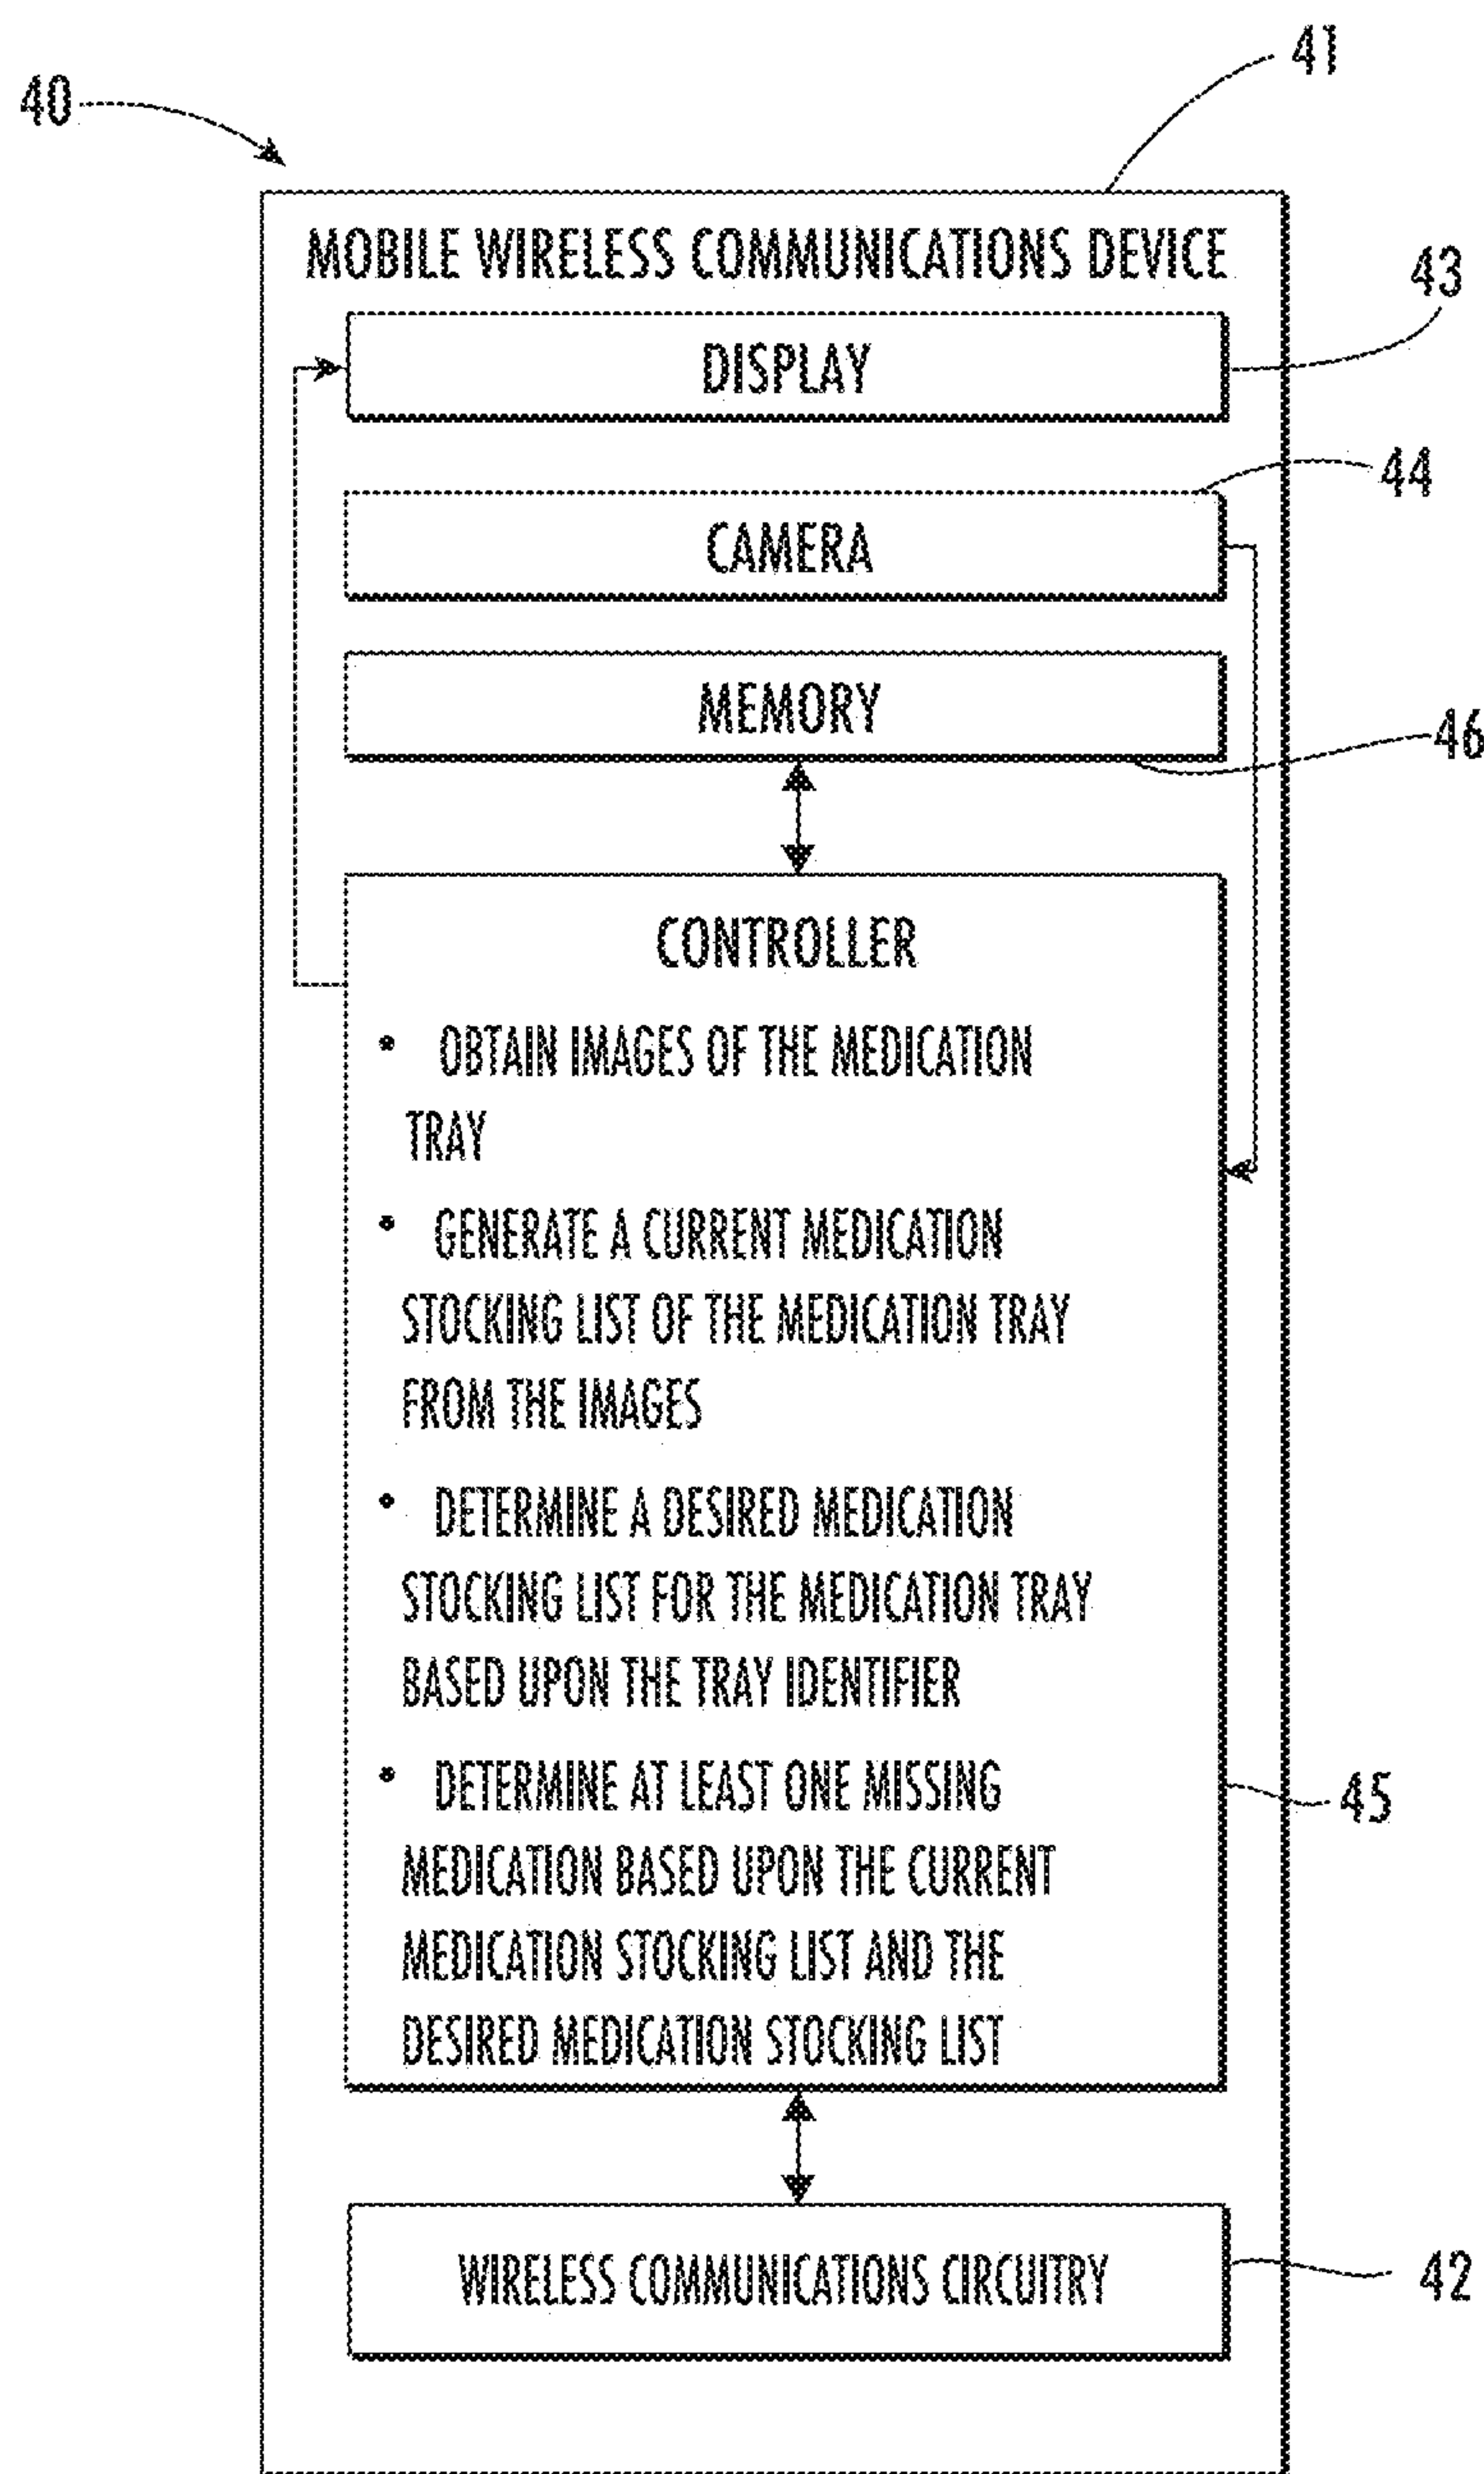 41
40
MOBILE WIRELESS COMMUNICATIONS DEVICE
43
DISPLAY
44
CAMERA
MEMORY
46
CONTROLLER
• OBTAIN IMAGES OF THE MEDICATION
TRAY
• GENERATE A CURRENT MEDICATION
STOCKING LIST OF THE MEDICATION TRAY
FROM THE IMAGES
• DETERMINE A DESIRED MEDICATION
STOCKING LIST FOR THE MEDICATION TRAY
BASED UPON THE TRAY IDENTIFIER
• DETERMINE AT LEAST ONE MISSING
45
MEDICATION BASED UPON THE CURRENT
MEDICATION STOCKING LIST AND THE
DESIRED MEDICATION STOCKING LIST
WIRELESS COMMUNICATIONS CIRCUITRY
42